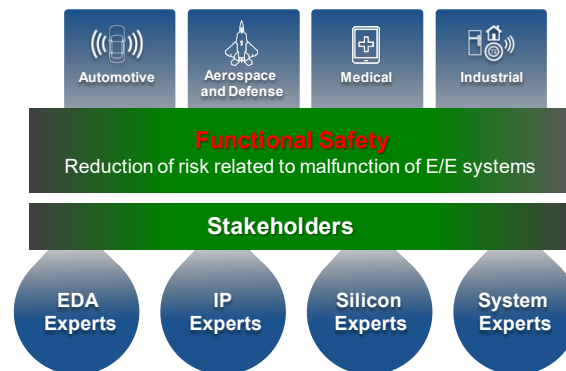 Automotive
Aerospace
and Defense
Medical
Industrial
Functional Safety
Reduction of risk related to malfunction of E/E systems
Stakeholders
EDA
Experts
IP
Experts
Silicon
Experts
System
Experts